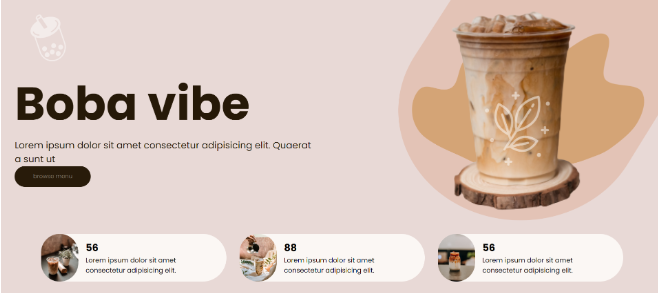 Boba vibe
Lorem ipsum dolor sit amet consectetur adipisicing elit. Quaerat
a sunt ut
browse menu
56
Lorem ipsum dolor sit amet
consectetur adipisicing elit.
88
Lorem ipsum dolor sit amet
consectetur adipisicing elit.
56
Lorem ipsum dolor sit amet
consectetur adipisicing elit.